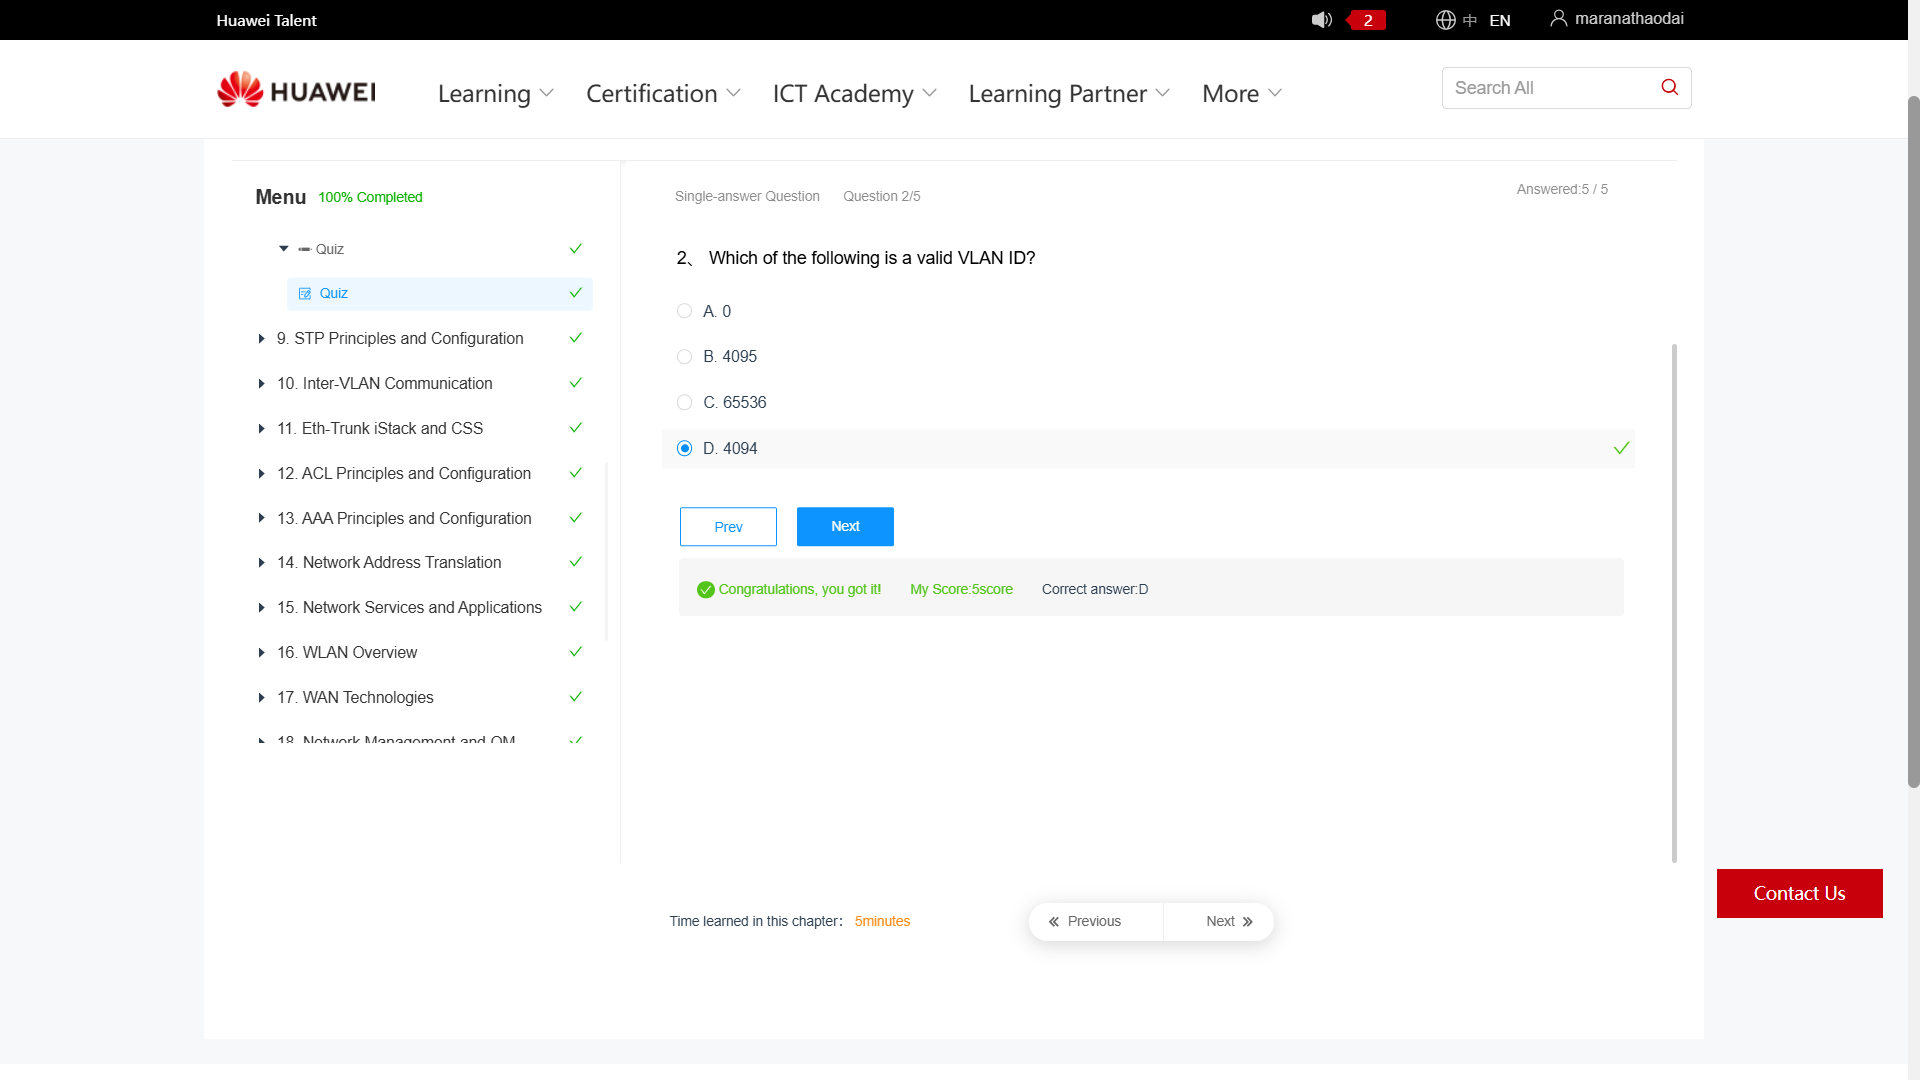 Huawei Talent
2
中 EN
maranathaodai
HUAWEI
Learning
Certification
ICT Academy
Learning Partner
More
Search All
Menu 100% Completed
Quiz
Quiz
9. STP Principles and Configuration
10. Inter-VLAN Communication
11. Eth-Trunk iStack and CSS
12. ACL Principles and Configuration
13. AAA Principles and Configuration
14. Network Address Translation
15. Network Services and Applications
16. WLAN Overview
17. WAN Technologies
18. Network Management and OM
Single-answer Question Question 2/5
Answered:5 / 5
2、 Which of the following is a valid VLAN ID?
A. 0
B. 4095
C. 65536
D. 4094
Prev
Next
Congratulations, you got it! My Score:5score Correct answer:D
Time learned in this chapter： 5minutes
« Previous
Next »
Contact Us